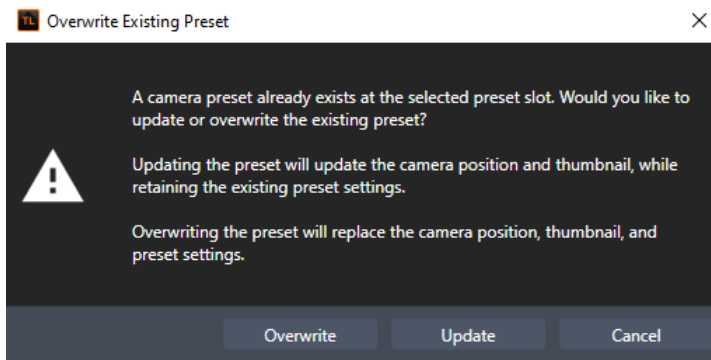 TL Overwrite Existing Preset
A camera preset already exists at the selected preset slot. Would you like to
update or overwrite the existing preset?
Updating the preset will update the camera position and thumbnail, while
retaining the existing preset settings.
Overwriting the preset will replace the camera position, thumbnail, and
preset settings.
Overwrite Update Cancel